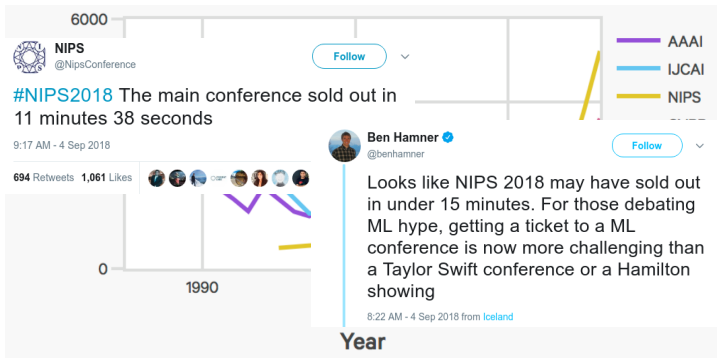 6000
AAAI
IJCAI
NIPS
NIPS
@NipsConference
Follow
#NIPS2018 The main conference sold out in
11 minutes 38 seconds
9:17 AM - 4 Sep 2018
694 Retweets 1,061 Likes
Ben Hamner
@benhamner
Follow
Looks like NIPS 2018 may have sold out
in under 15 minutes. For those debating
ML hype, getting a ticket to a ML
conference is now more challenging than
a Taylor Swift conference or a Hamilton
showing
8:22 AM - 4 Sep 2018 from Iceland
0
1990
Year